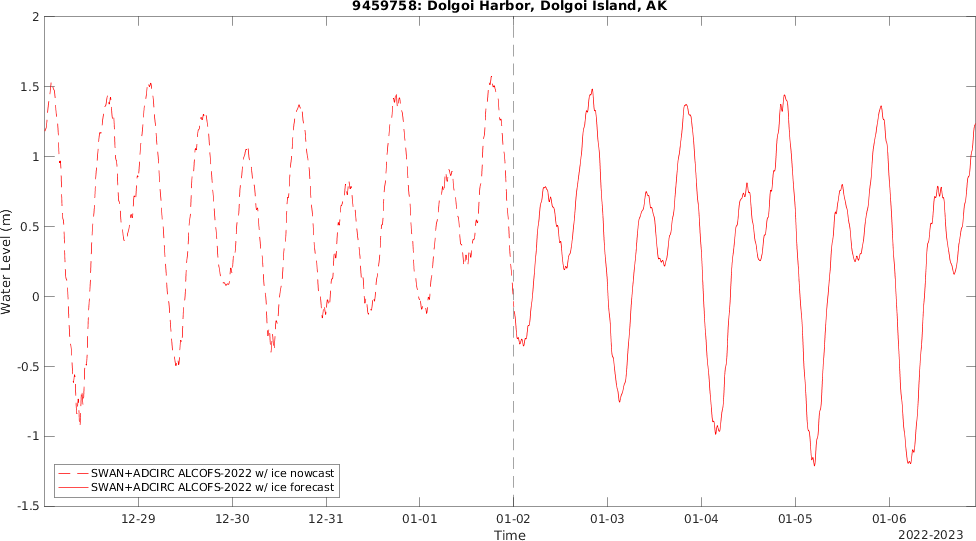 9459758: Dolgoi Harbor, Dolgoi Island, AK
2
1.5
1
0.5
0
-0.5
-1
-1.5
Water Level (m)
SWAN+ADCIRC ALCOFS-2022 w/ ice nowcast
SWAN+ADCIRC ALCOFS-2022 w/ ice forecast
12-29 12-30 12-31 01-01 01-02 01-03 01-04 01-05 01-06
Time
2022-2023